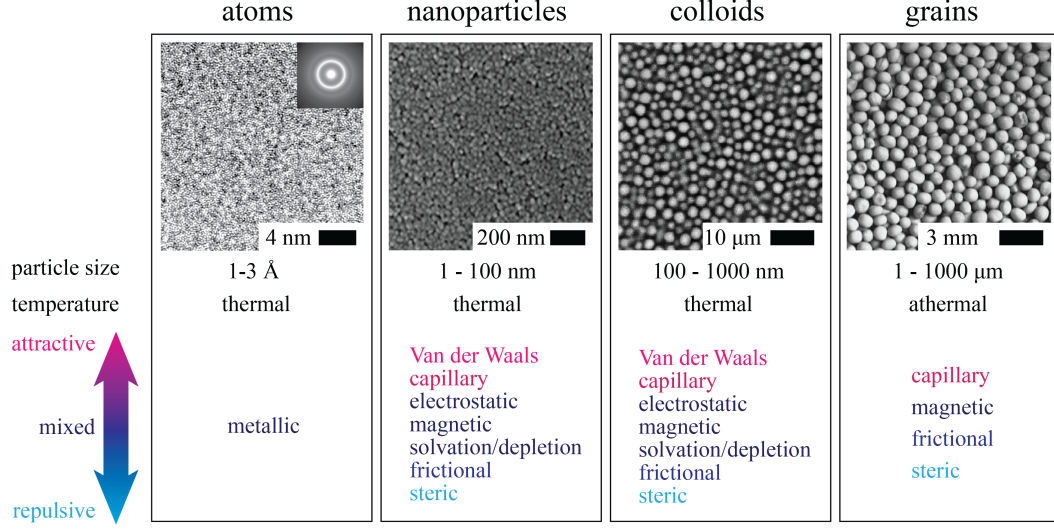 atoms
nanoparticles
colloids
grains
4 nm
200 nm
10 μm
3 mm
particle size
1-3 Å
1 - 100 nm
100 - 1000 nm
1 - 1000 μm
temperature
thermal
thermal
thermal
athermal
attractive
mixed
repulsive
metallic
Van der Waals
capillary
electrostatic
magnetic
solvation/depletion
frictional
steric
Van der Waals
capillary
electrostatic
magnetic
solvation/depletion
frictional
steric
capillary
magnetic
frictional
steric